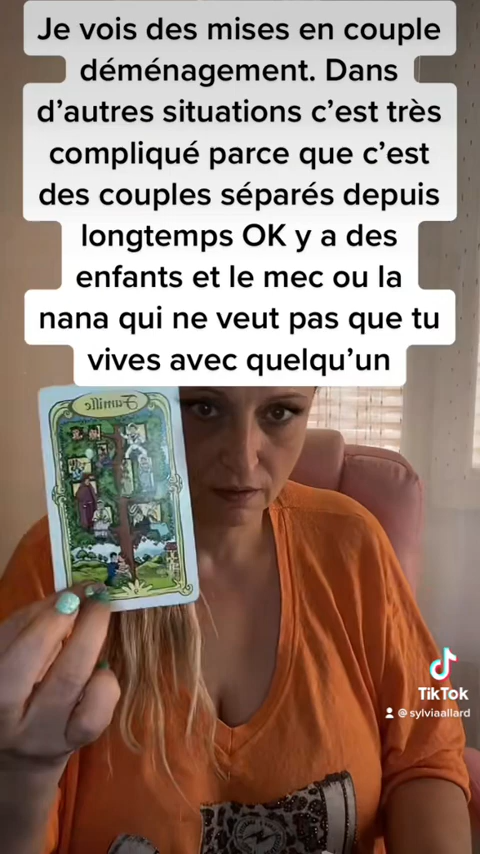 Je vois des mises en couple
déménagement. Dans
d’autres situations c’est très
compliqué parce que c’est
des couples séparés depuis
longtemps OK y a des
enfants et le mec ou la
nana qui ne veut pas que tu
vives avec quelqu’un
Famille
TikTok
@sylviaallard